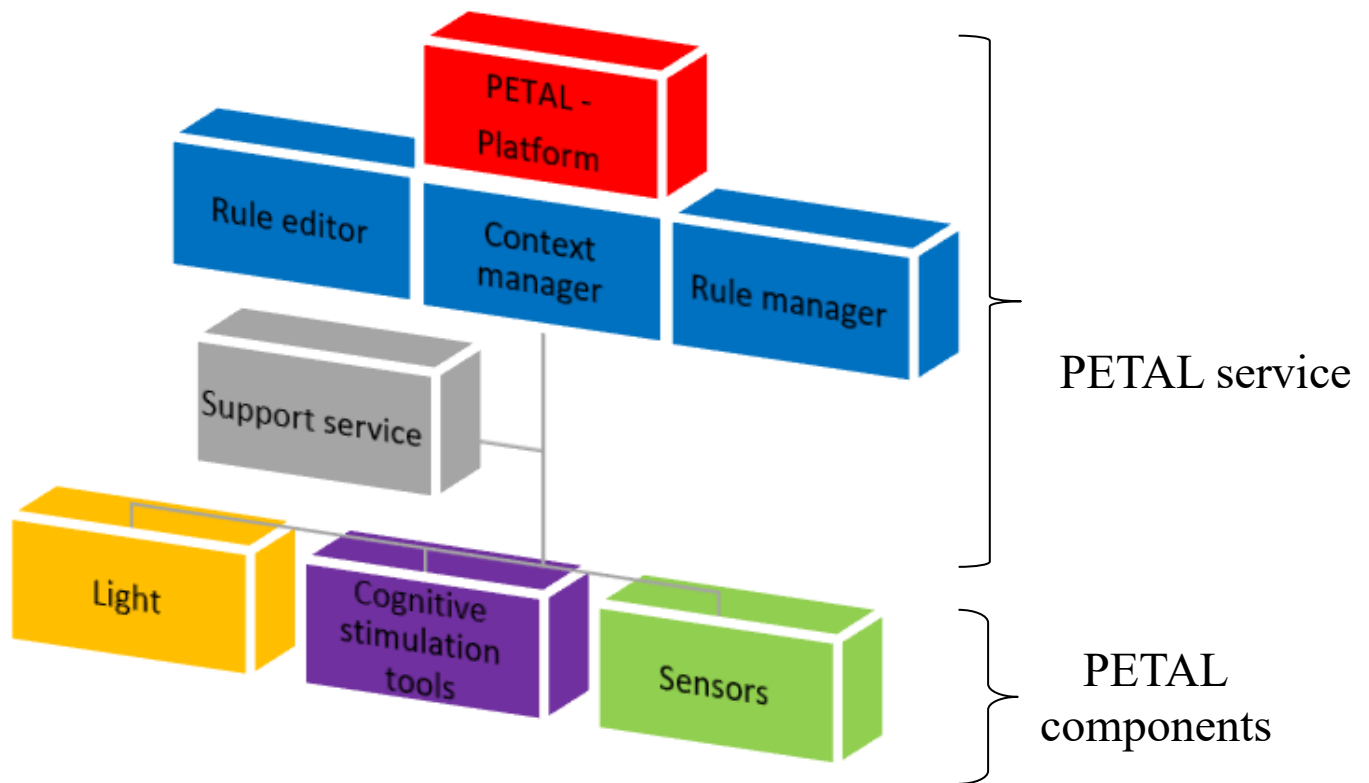 PETAL -
Platform
Rule editor
Context
manager
Rule manager
PETAL service
Support service
Light
Cognitive
stimulation
tools
Sensors
PETAL
components